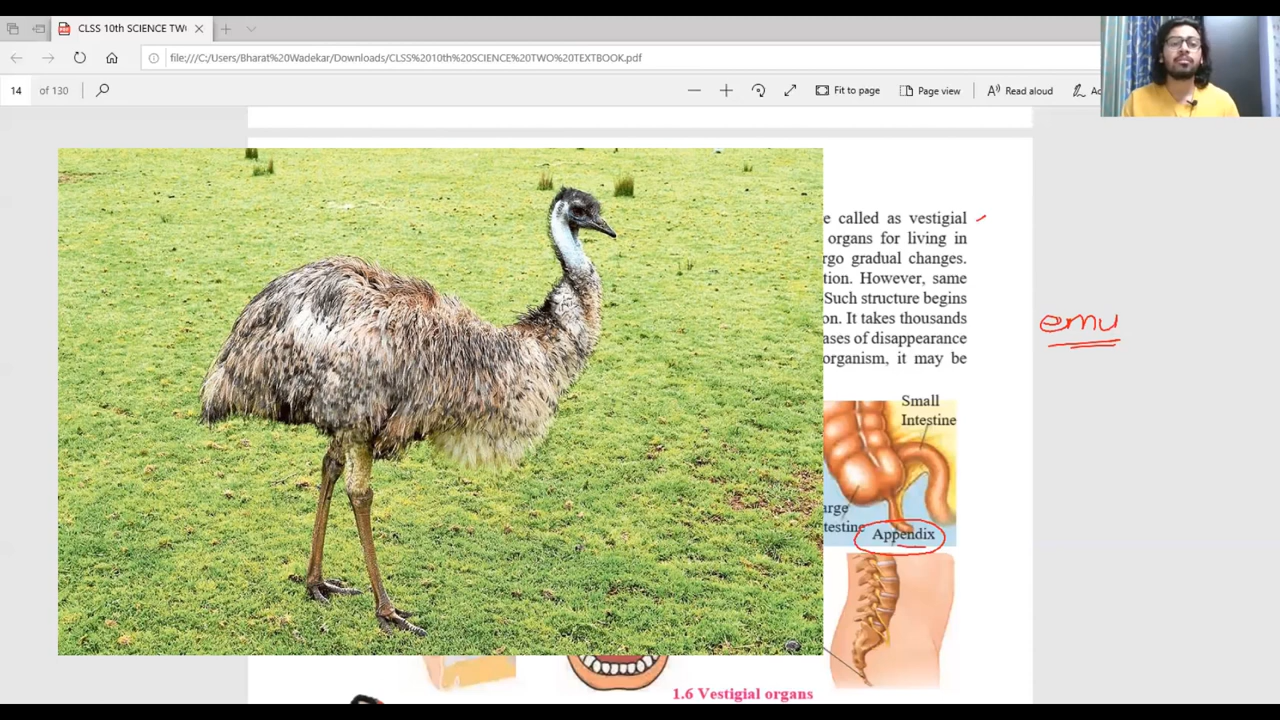 CLSS 10th SCIENCE TWO
file:///C:/Users/Bharat%20Wadekar/Downloads/CLSS%2010th%20SCIENCE%20TWO%20TEXTBOOK.pdf
14 of 130
Fit to page
Page view
Read aloud
e called as vestigial
organs for living in
rgo gradual changes.
tion. However, same
Such structure begins
on. It takes thousands
ases of disappearance
organism, it may be
emu
Small
Intestine
arge
testine
Appendix
1.6 Vestigial organs